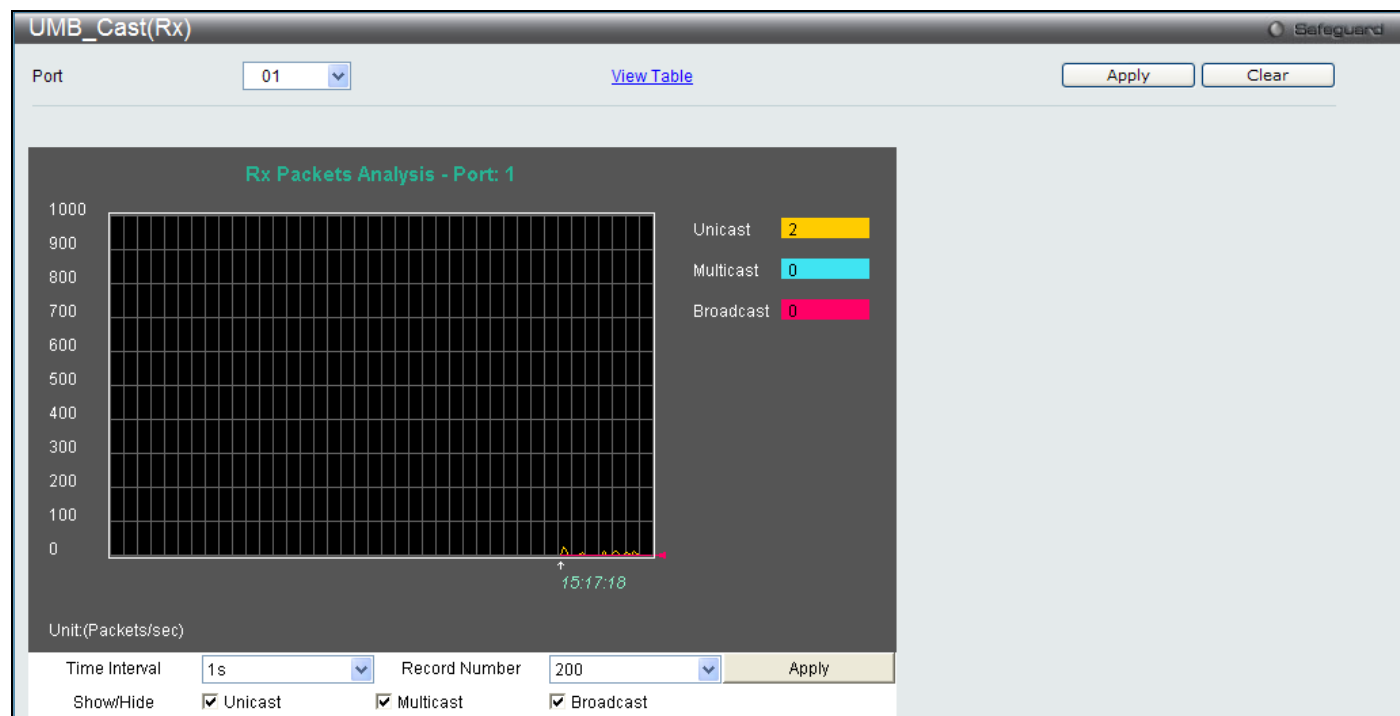 UMB_Cast(Rx)
Safeguard
Port 01 View Table Apply Clear
Rx Packets Analysis - Port: 1
1000
900
800
700
600
500
400
300
200
100
0
Unicast 2
Multicast 0
Broadcast 0
15:17:18
Unit:(Packets/sec)
Time Interval 1s Record Number 200 Apply
Show/Hide Unicast Multicast Broadcast